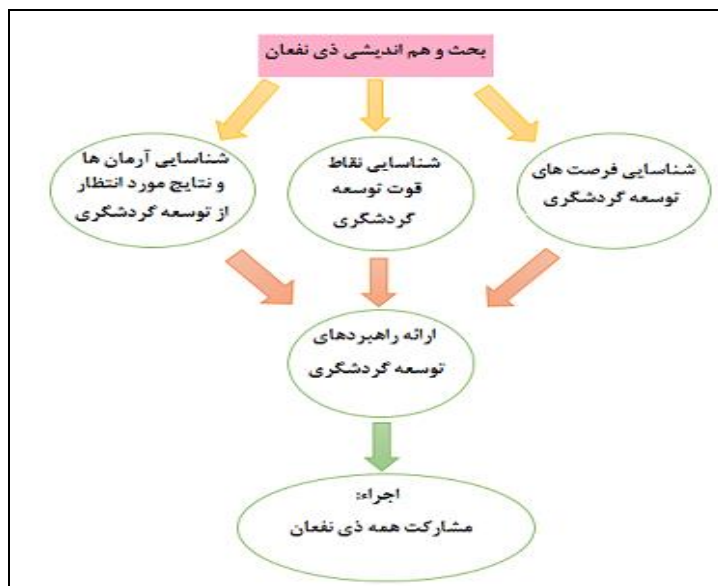 بحث و هم اندیشی ذی نفعان
شناسایی فرصت های
توسعه گردشگری
شناسایی نقاط
قوت توسعه
گردشگری
شناسایی آرمان ها
و نتایج مورد انتظار
از توسعه گردشگری
ارائه راهبردهای
توسعه گردشگری
اجراء:
مشارکت همه ذی نفعان